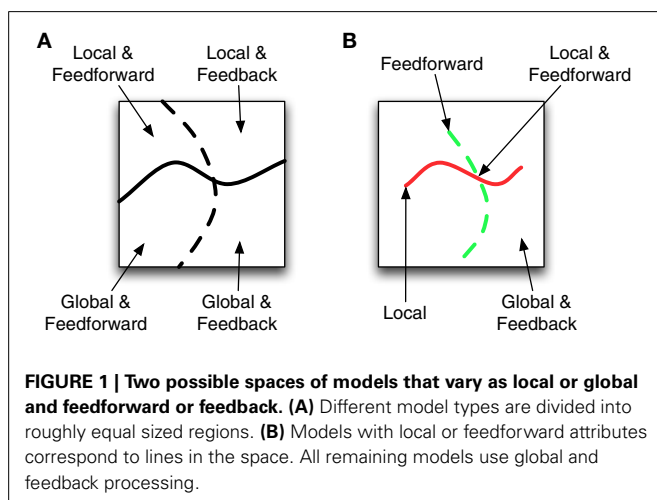 A
Local &
Feedforward
Local &
Feedback
Global &
Feedforward
Global &
Feedback
B
Feedforward
Local &
Feedforward
Local
Global &
Feedback
FIGURE 1 | Two possible spaces of models that vary as local or global
and feedforward or feedback. (A) Different model types are divided into
roughly equal sized regions. (B) Models with local or feedforward attributes
correspond to lines in the space. All remaining models use global and
feedback processing.